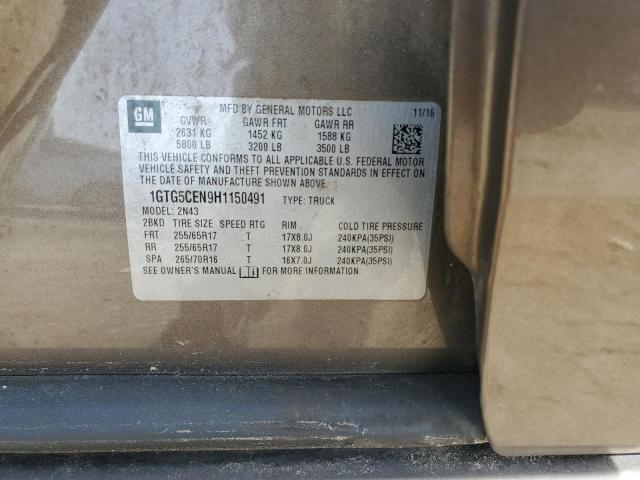 GM
MFD BY GENERAL MOTORS LLC 11/16
GVWR GAWR FRT GAWR RR
2631 KG 1452 KG 1588 KG
5800 LB 3200 LB 3500 LB
THIS VEHICLE CONFORMS TO ALL APPLICABLE U.S. FEDERAL MOTOR
VEHICLE SAFETY AND THEFT PREVENTION STANDARDS IN EFFECT ON
THE DATE OF MANUFACTURE SHOWN ABOVE.
1GTG5CEN9H1150491 TYPE: TRUCK
MODEL: 2N43
2BKD TIRE SIZE SPEED RTG RIM COLD TIRE PRESSURE
FRT 255/65R17 T 17X8.0J 240KPA(35PSI)
RR 255/65R17 T 17X8.0J 240KPA(35PSI)
SPA 265/70R16 T 16X7.0J 240KPA(35PSI)
SEE OWNER'S MANUAL FOR MORE INFORMATION.